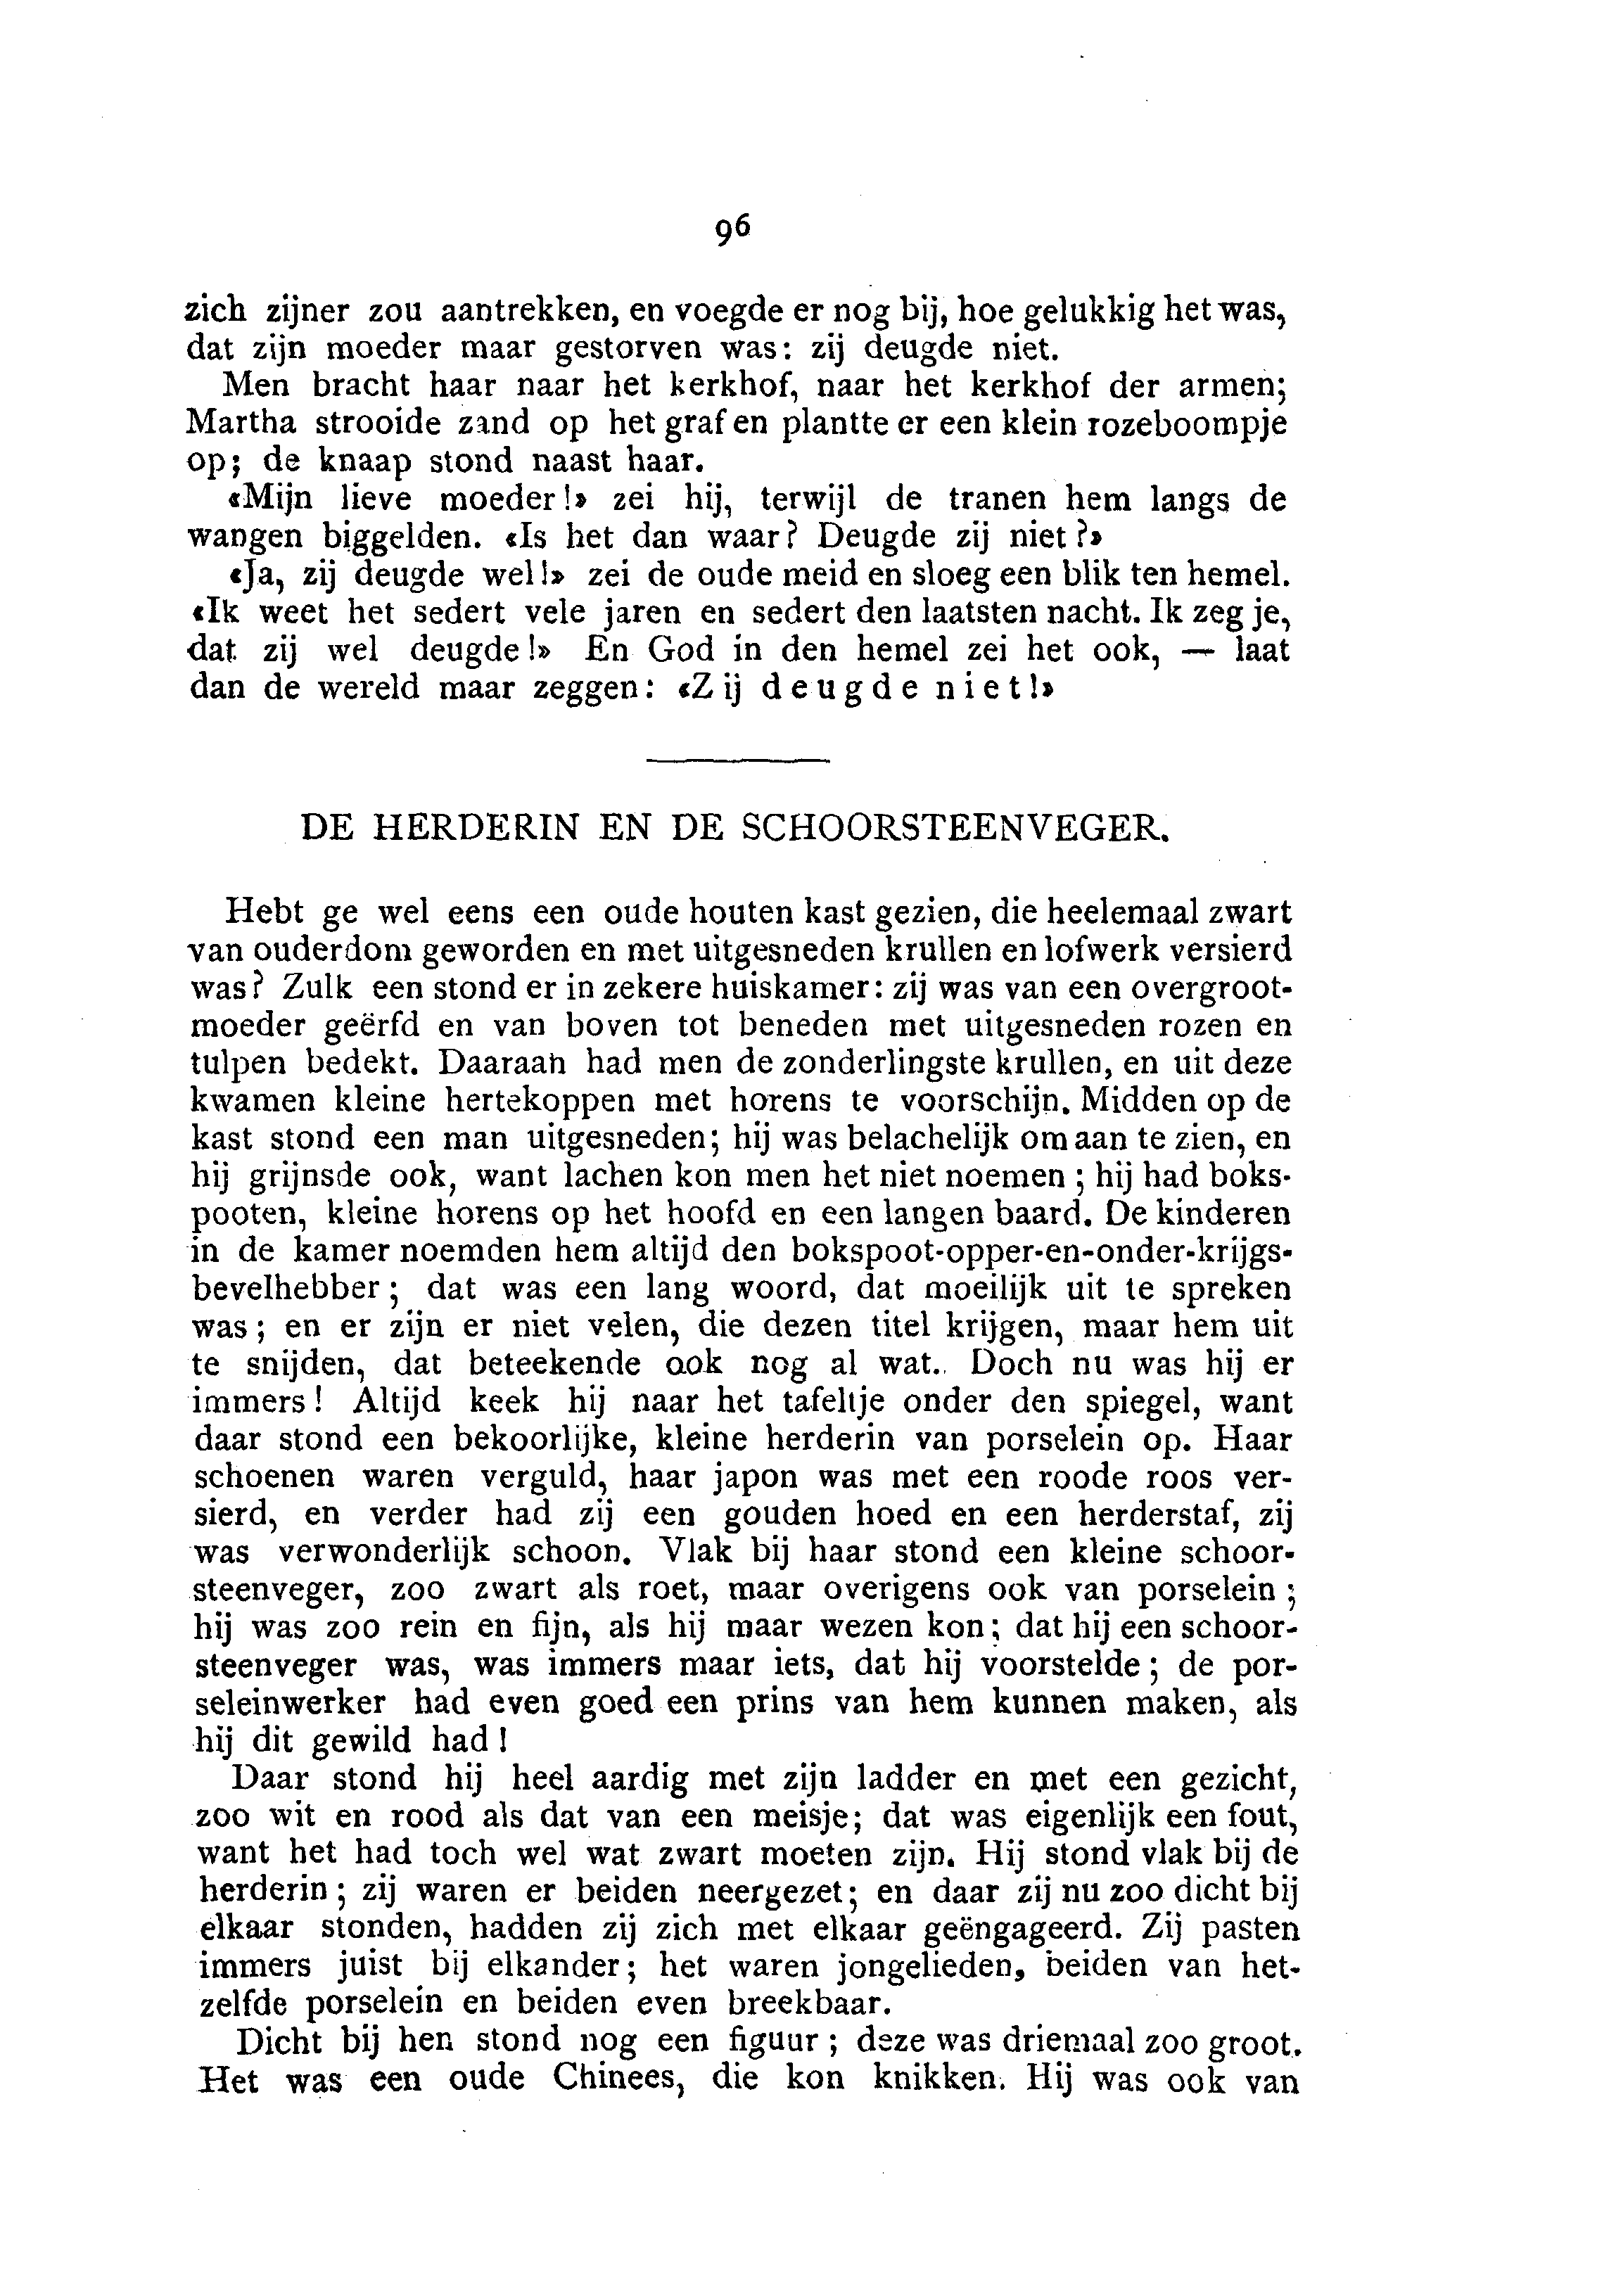 96
zich zijner zou aantrekken, en voegde er nog bij, hoe gelukkig het was,
dat zijn moeder maar gestorven was: zij deugde niet.
Men bracht haar naar het kerkhof, naar het kerkhof der armen;
Martha strooide zand op het graf en plantte er een klein rozeboompje
op; de knaap stond naast haar.
«Mijn lieve moeder!» zei hij, terwijl de tranen hem langs de
wangen biggelden. «Is het dan waar? Deugde zij niet?»
«Ja, zij deugde wel!» zei de oude meid en sloeg een blik ten hemel.
«Ik weet het sedert vele jaren en sedert den laatsten nacht. Ik zeg je,
dat zij wel deugde!» En God in den hemel zei het ook, — laat
dan de wereld maar zeggen: «Zij deugde niet!»
DE HERDERIN EN DE SCHOORSTEENVEGER.
Hebt ge wel eens een oude houten kast gezien, die heelemaal zwart
van ouderdom geworden en met uitgesneden krullen en lofwerk versierd
was? Zulk een stond er in zekere huiskamer: zij was van een overgroot-
moeder geërfd en van boven tot beneden met uitgesneden rozen en
tulpen bedekt. Daaraan had men de zonderlingste krullen, en uit deze
kwamen kleine hertekoppen met horens te voorschijn. Midden op de
kast stond een man uitgesneden; hij was belachelijk om aan te zien, en
hij grijnsde ook, want lachen kon men het niet noemen; hij had boks-
pooten, kleine horens op het hoofd en een langen baard. De kinderen
in de kamer noemden hem altijd den bokspoot-opper-en-onder-krijgs-
bevelhebber; dat was een lang woord, dat moeilijk uit te spreken
was; en er zijn er niet velen, die dezen titel krijgen, maar hem uit
te snijden, dat beteekende ook nog al wat. Doch nu was hij er
immers! Altijd keek hij naar het tafeltje onder den spiegel, want
daar stond een bekoorlijke, kleine herderin van porselein op. Haar
schoenen waren verguld, haar japon was met een roode roos ver-
sierd, en verder had zij een gouden hoed en een herderstaf, zij
was verwonderlijk schoon. Vlak bij haar stond een kleine schoor-
steenveger, zoo zwart als roet, maar overigens ook van porselein;
hij was zoo rein en fijn, als hij maar wezen kon; dat hij een schoor-
steenveger was, was immers maar iets, dat hij voorstelde; de por-
seleinwerker had even goed een prins van hem kunnen maken, als
hij dit gewild had!
Daar stond hij heel aardig met zijn ladder en met een gezicht,
zoo wit en rood als dat van een meisje; dat was eigenlijk een fout,
want het had toch wel wat zwart moeten zijn. Hij stond vlak bij de
herderin; zij waren er beiden neergezet; en daar zij nu zoo dicht bij
elkaar stonden, hadden zij zich met elkaar geëngageerd. Zij pasten
immers juist bij elkander; het waren jongelieden, beiden van het-
zelfde porselein en beiden even breekbaar.
Dicht bij hen stond nog een figuur; deze was driemaal zoo groot.
Het was een oude Chinees, die kon knikken. Hij was ook van